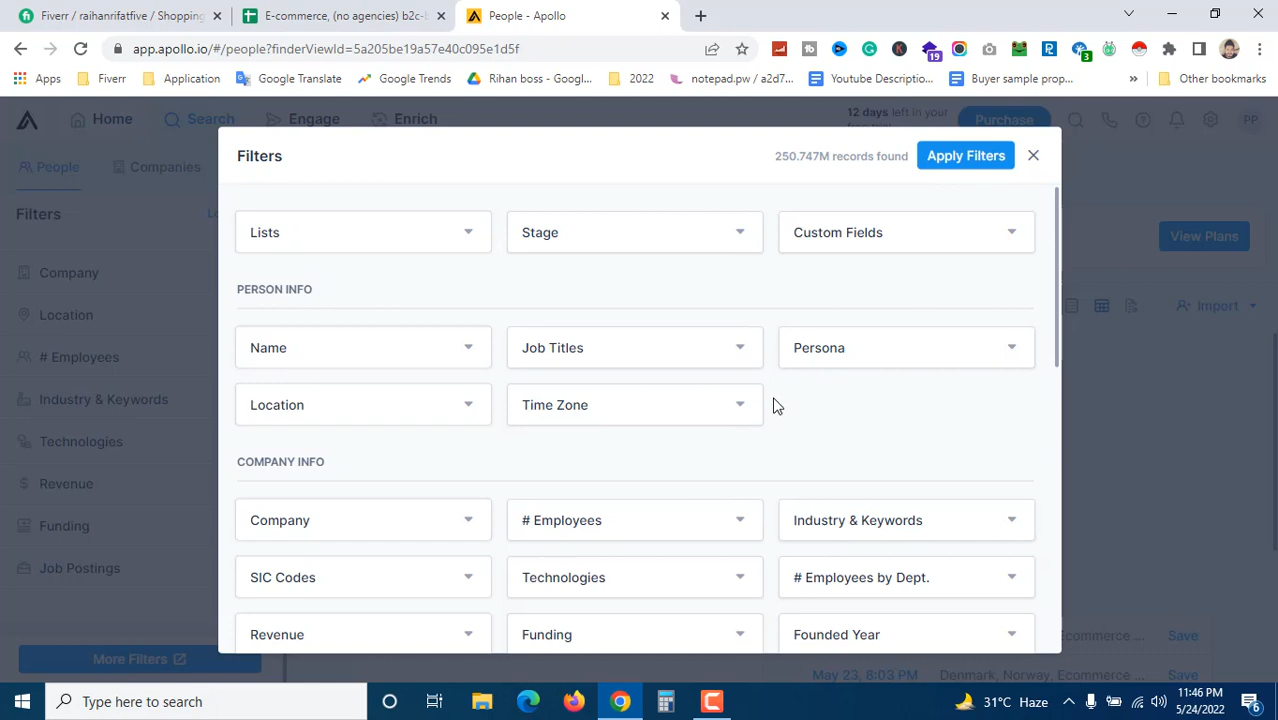 Fiverr / raihanrifatfive / Shopping
E-commerce, (no agencies) b2c-b
People - Apollo
app.apollo.io/#/people?finderViewId=5a205be19a57e40c095e1d5f
19
3
Apps
Fiverr
Application
Google Translate
Google Trends
Rihan boss - Googl...
2022
notepad.pw / a2d7...
Youtube Descriptio...
Buyer sample prop...
»
Other bookmarks
Home
Search
Engage
Enrich
12 days left in your
Purchase
PP
People
Companies
Filters
250.747M records found
Apply Filters
Filters
Lists
Stage
Custom Fields
View Plans
Company
PERSON INFO
Location
Import
Name
Job Titles
Persona
# Employees
Industry & Keywords
Location
Time Zone
Technologies
COMPANY INFO
Revenue
Company
# Employees
Industry & Keywords
Funding
Job Postings
SIC Codes
Technologies
# Employees by Dept.
Revenue
Funding
Founded Year
Ecommerce ...
Save
More Filters
May 23, 8:03 PM
Denmark, Norway, Ecommerce ...
Save
Type here to search
31°C Haze
11:46 PM
5/24/2022
6